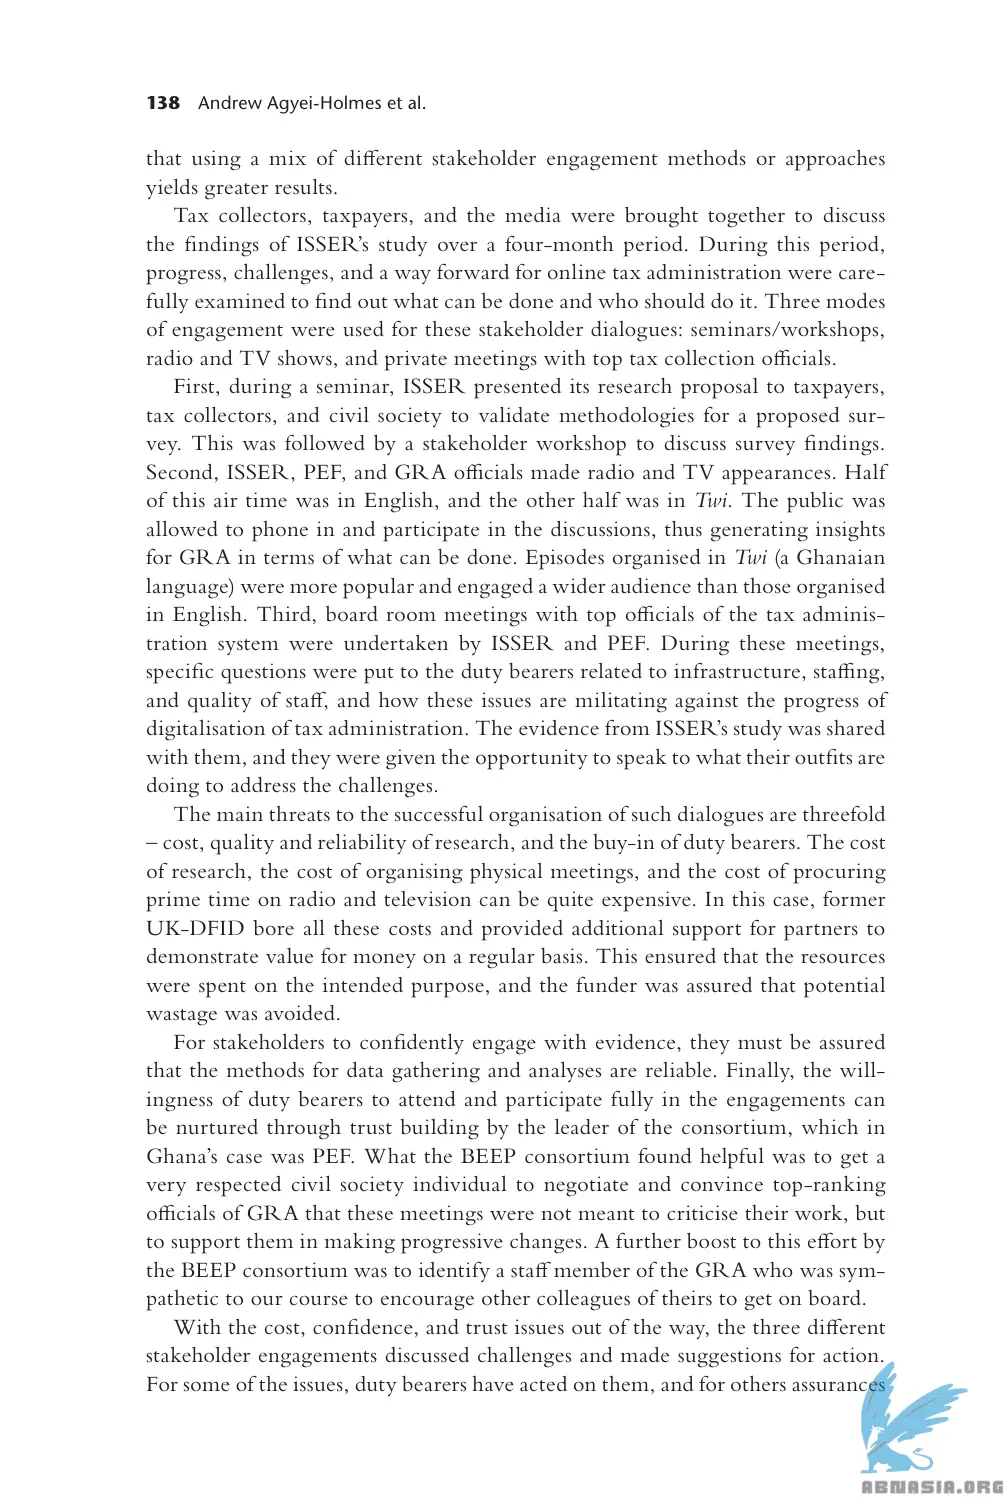 138 Andrew Agyei-Holmes et al.
that using a mix of different stakeholder engagement methods or approaches
yields greater results.
Tax collectors, taxpayers, and the media were brought together to discuss
the findings of ISSER’s study over a four-month period. During this period,
progress, challenges, and a way forward for online tax administration were care-
fully examined to find out what can be done and who should do it. Three modes
of engagement were used for these stakeholder dialogues: seminars/workshops,
radio and TV shows, and private meetings with top tax collection officials.
First, during a seminar, ISSER presented its research proposal to taxpayers,
tax collectors, and civil society to validate methodologies for a proposed sur-
vey. This was followed by a stakeholder workshop to discuss survey findings.
Second, ISSER, PEF, and GRA officials made radio and TV appearances. Half
of this air time was in English, and the other half was in Twi. The public was
allowed to phone in and participate in the discussions, thus generating insights
for GRA in terms of what can be done. Episodes organised in Twi (a Ghanaian
language) were more popular and engaged a wider audience than those organised
in English. Third, board room meetings with top officials of the tax adminis-
tration system were undertaken by ISSER and PEF. During these meetings,
specific questions were put to the duty bearers related to infrastructure, staffing,
and quality of staff, and how these issues are militating against the progress of
digitalisation of tax administration. The evidence from ISSER’s study was shared
with them, and they were given the opportunity to speak to what their outfits are
doing to address the challenges.
The main threats to the successful organisation of such dialogues are threefold
– cost, quality and reliability of research, and the buy-in of duty bearers. The cost
of research, the cost of organising physical meetings, and the cost of procuring
prime time on radio and television can be quite expensive. In this case, former
UK-DFID bore all these costs and provided additional support for partners to
demonstrate value for money on a regular basis. This ensured that the resources
were spent on the intended purpose, and the funder was assured that potential
wastage was avoided.
For stakeholders to confidently engage with evidence, they must be assured
that the methods for data gathering and analyses are reliable. Finally, the will-
ingness of duty bearers to attend and participate fully in the engagements can
be nurtured through trust building by the leader of the consortium, which in
Ghana’s case was PEF. What the BEEP consortium found helpful was to get a
very respected civil society individual to negotiate and convince top-ranking
officials of GRA that these meetings were not meant to criticise their work, but
to support them in making progressive changes. A further boost to this effort by
the BEEP consortium was to identify a staff member of the GRA who was sym-
pathetic to our course to encourage other colleagues of theirs to get on board.
With the cost, confidence, and trust issues out of the way, the three different
stakeholder engagements discussed challenges and made suggestions for action.
For some of the issues, duty bearers have acted on them, and for others assurances
ABNASIA.ORG